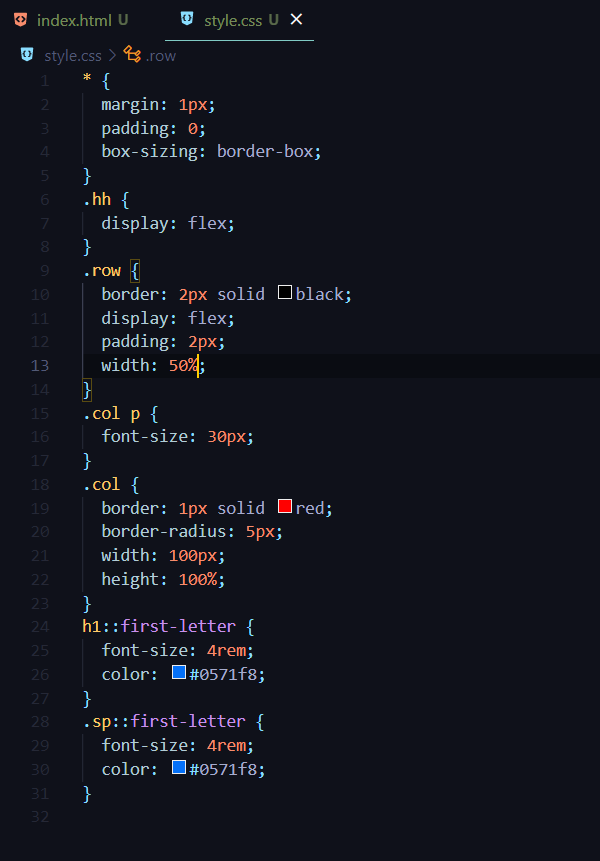 index.html U style.css U ×
style.css > .row
1 * {
2 margin: 1px;
3 padding: 0;
4 box-sizing: border-box;
5 }
6 .hh {
7 display: flex;
8 }
9 .row {
10 border: 2px solid black;
11 display: flex;
12 padding: 2px;
13 width: 50%;
14 }
15 .col p {
16 font-size: 30px;
17 }
18 .col {
19 border: 1px solid red;
20 border-radius: 5px;
21 width: 100px;
22 height: 100%;
23 }
24 h1::first-letter {
25 font-size: 4rem;
26 color: #0571f8;
27 }
28 .sp::first-letter {
29 font-size: 4rem;
30 color: #0571f8;
31 }
32